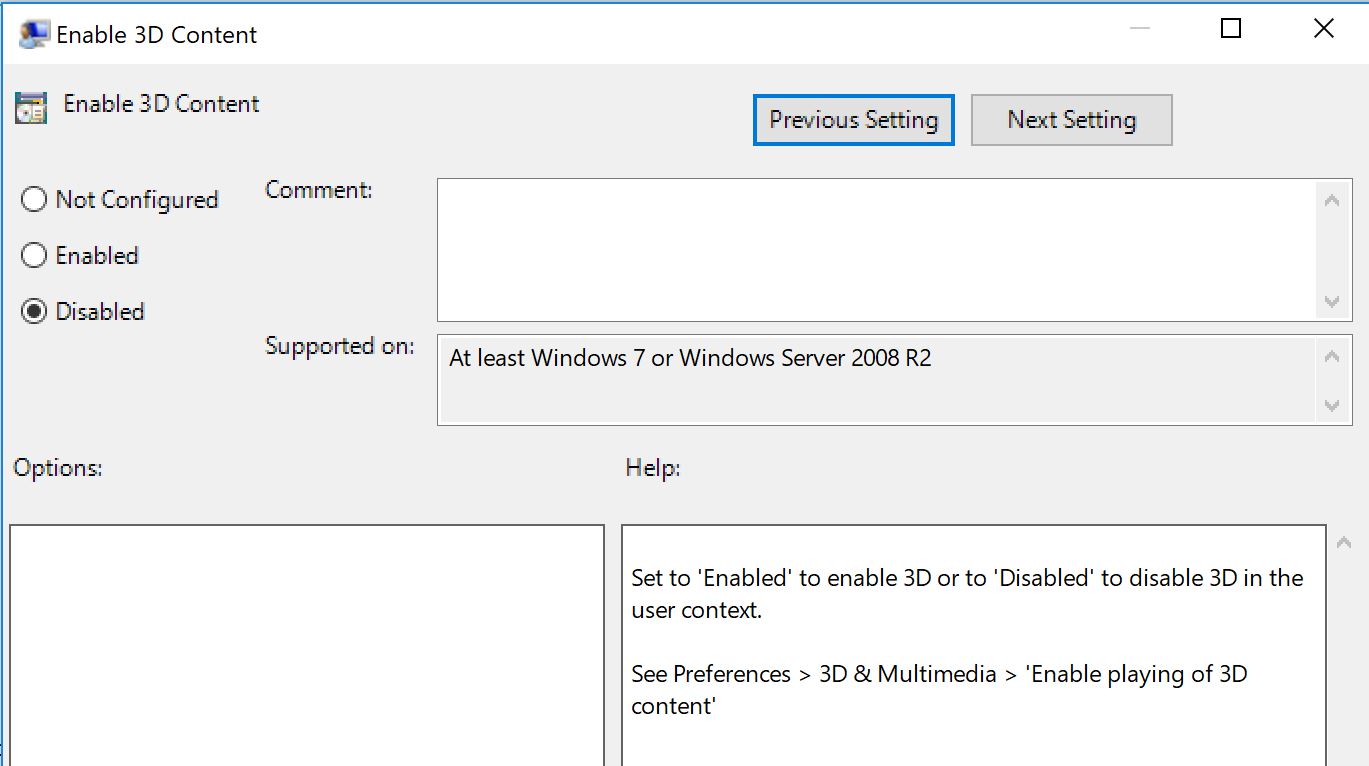 Enable 3D Content
Enable 3D Content
Previous Setting
Next Setting
Not Configured
Comment:
Enabled
Disabled
Supported on:
At least Windows 7 or Windows Server 2008 R2
Options:
Help:
Set to 'Enabled' to enable 3D or to 'Disabled' to disable 3D in the
user context.
See Preferences > 3D & Multimedia > 'Enable playing of 3D
content'